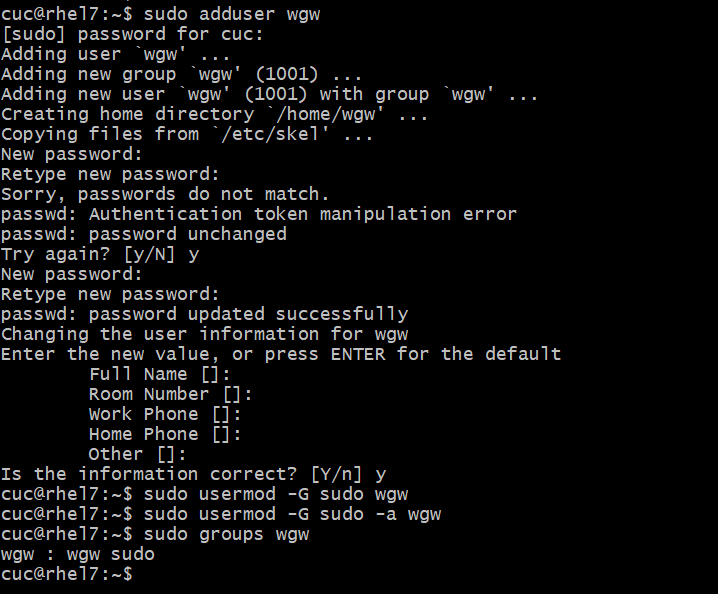 cuc@rhel7:~$ sudo adduser wgw
[sudo] password for cuc:
Adding user `wgw' ...
Adding new group `wgw' (1001) ...
Adding new user `wgw' (1001) with group `wgw' ...
Creating home directory `/home/wgw' ...
Copying files from `/etc/skel' ...
New password:
Retype new password:
Sorry, passwords do not match.
passwd: Authentication token manipulation error
passwd: password unchanged
Try again? [y/N] y
New password:
Retype new password:
passwd: password updated successfully
Changing the user information for wgw
Enter the new value, or press ENTER for the default
        Full Name []:
        Room Number []:
        Work Phone []:
        Home Phone []:
        Other []:
Is the information correct? [Y/n] y
cuc@rhel7:~$ sudo usermod -G sudo wgw
cuc@rhel7:~$ sudo usermod -G sudo -a wgw
cuc@rhel7:~$ sudo groups wgw
wgw : wgw sudo
cuc@rhel7:~$